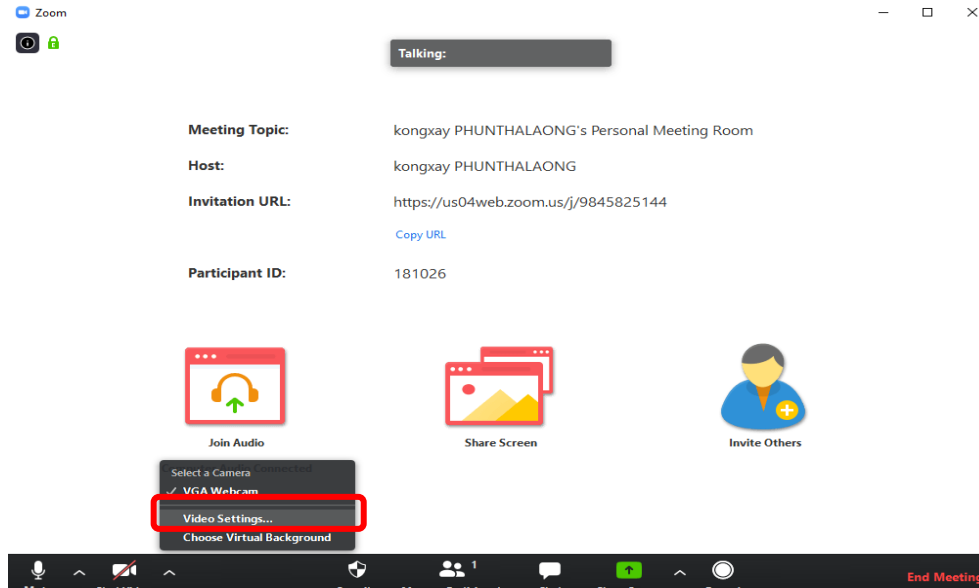 Zoom
Talking:
Meeting Topic: kongxay PHUNTHALAONG's Personal Meeting Room
Host: kongxay PHUNTHALAONG
Invitation URL: https://us04web.zoom.us/j/9845825144
Copy URL
Participant ID: 181026
Join Audio Share Screen Invite Others
Connected
Select a Camera
✓ VGA Webcam
Video Settings...
Choose Virtual Background
1
End Meeting